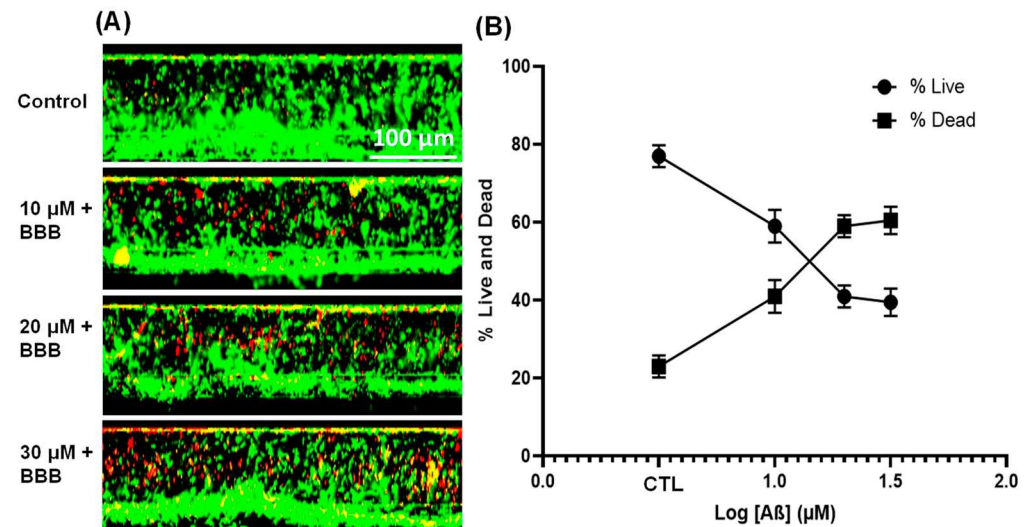 (A)
Control
100 µm
10 µM +
BBB
20 µM +
BBB
30 µM +
BBB
(B)
% Live and Dead
100
80
60
40
20
0
% Live
% Dead
0.0
CTL
1.0
1.5
2.0
Log [Aß] (µM)